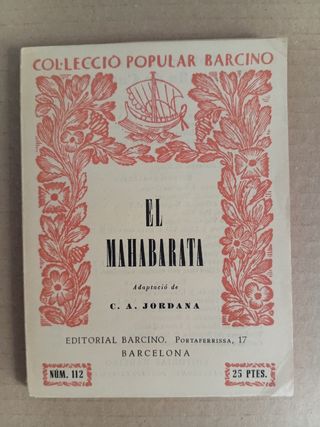 COL·LECCIÓ POPULAR BARCINO
EL
MAHABARATA
Adaptació de
C. A. JORDANA
EDITORIAL BARCINO. PORTAFERRISSA, 17
BARCELONA
NÚM. 112
25 PTES.